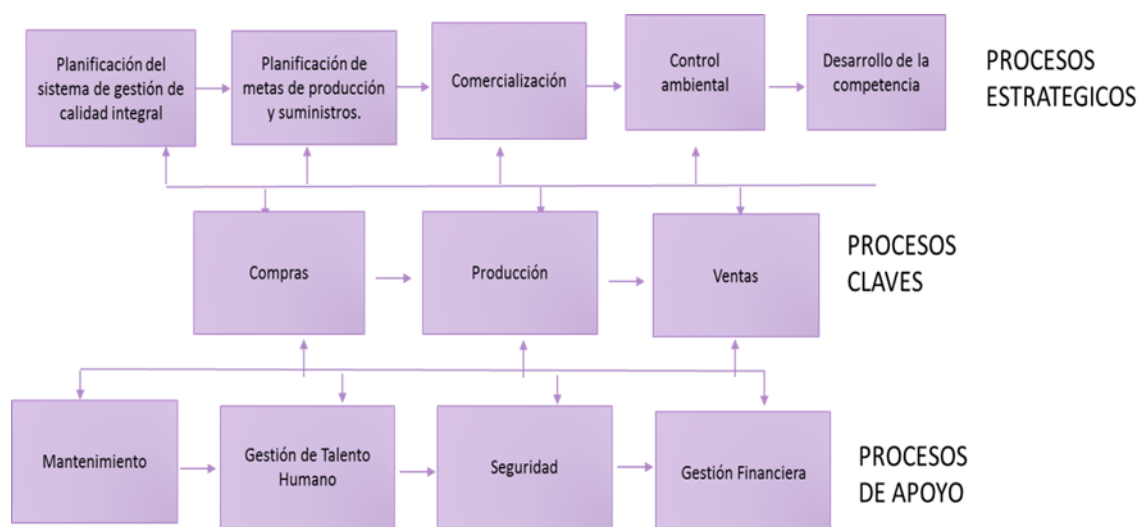 Planificación del
sistema de gestión de
calidad integral
Planificación de
metas de producción
y suministros.
Comercialización
Control
ambiental
Desarrollo de la
competencia
PROCESOS
ESTRATEGICOS
Compras
Producción
Ventas
PROCESOS
CLAVES
Mantenimiento
Gestión de Talento
Humano
Seguridad
Gestión Financiera
PROCESOS
DE APOYO